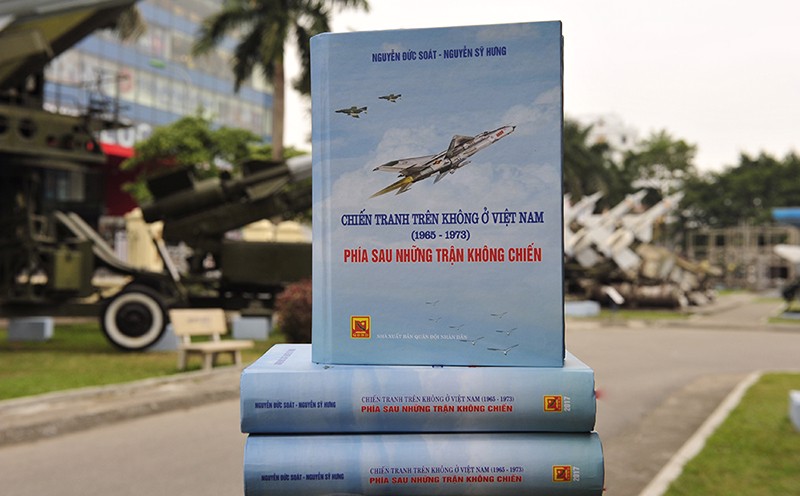 NGUYỄN ĐỨC SOÁT - NGUYỄN SỸ HƯNG
CHIẾN TRANH TRÊN KHÔNG Ở VIỆT NAM
(1965 - 1973)
PHÍA SAU NHỮNG TRẬN KHÔNG CHIẾN
NHÀ XUẤT BẢN QUÂN ĐỘI NHÂN DÂN
NGUYỄN ĐỨC SOÁT - NGUYỄN SỸ HƯNG
CHIẾN TRANH TRÊN KHÔNG Ở VIỆT NAM (1965 - 1973)
PHÍA SAU NHỮNG TRẬN KHÔNG CHIẾN
2017
NGUYỄN ĐỨC SOÁT - NGUYỄN SỸ HƯNG
CHIẾN TRANH TRÊN KHÔNG Ở VIỆT NAM (1965 - 1973)
PHÍA SAU NHỮNG TRẬN KHÔNG CHIẾN
2017